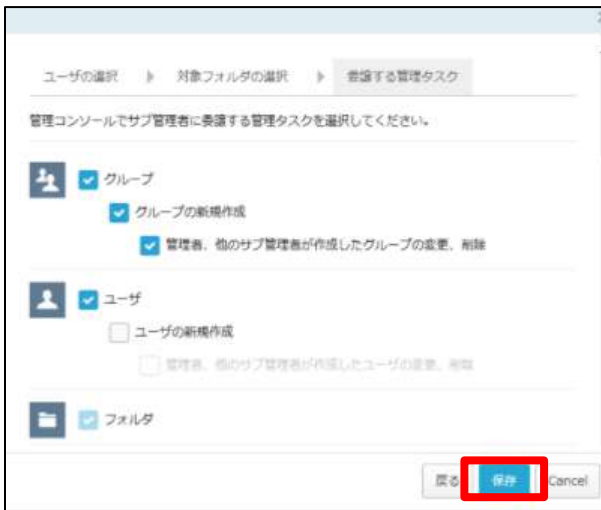 ユーザの選択 対象フォルダの選択 委譲する管理タスク
管理コンソールでサブ管理者に委譲する管理タスクを選択してください。
グループ
グループの新規作成
管理者、他のサブ管理者が作成したグループの変更、削除
ユーザ
ユーザの新規作成
管理者、他のサブ管理者が作成したユーザの変更、削除
フォルダ
戻る 保存 Cancel